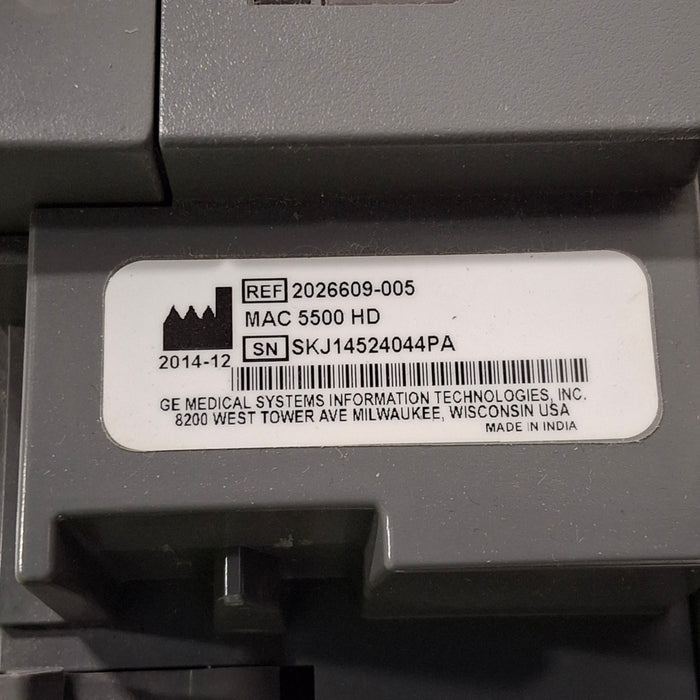 REF 2026609-005
MAC 5500 HD
2014-12
SN SKJ14524044PA
GE MEDICAL SYSTEMS INFORMATION TECHNOLOGIES, INC.
8200 WEST TOWER AVE MILWAUKEE, WISCONSIN USA
MADE IN INDIA